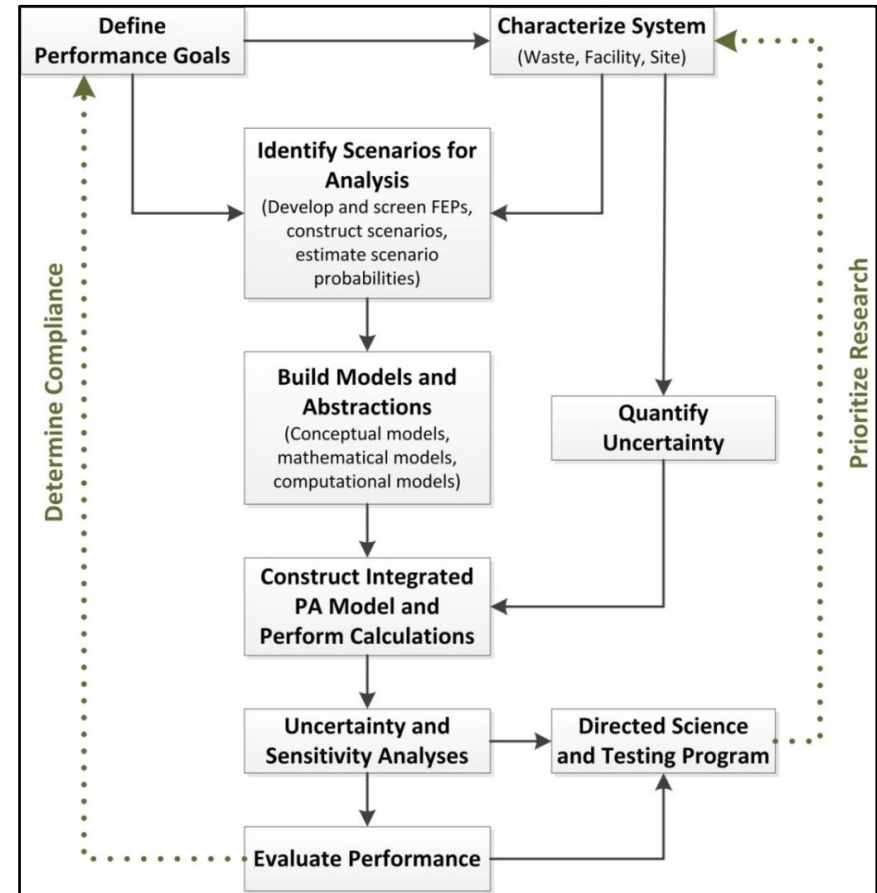 Define
Performance Goals
Characterize System
(Waste, Facility, Site)
Identify Scenarios for
Analysis
(Develop and screen FEPs,
construct scenarios,
estimate scenario
probabilities)
Determine Compliance
Prioritize Research
Build Models and
Abstractions
(Conceptual models,
mathematical models,
computational models)
Quantify
Uncertainty
Construct Integrated
PA Model and
Perform Calculations
Uncertainty and
Sensitivity Analyses
Directed Science
and Testing Program
Evaluate Performance